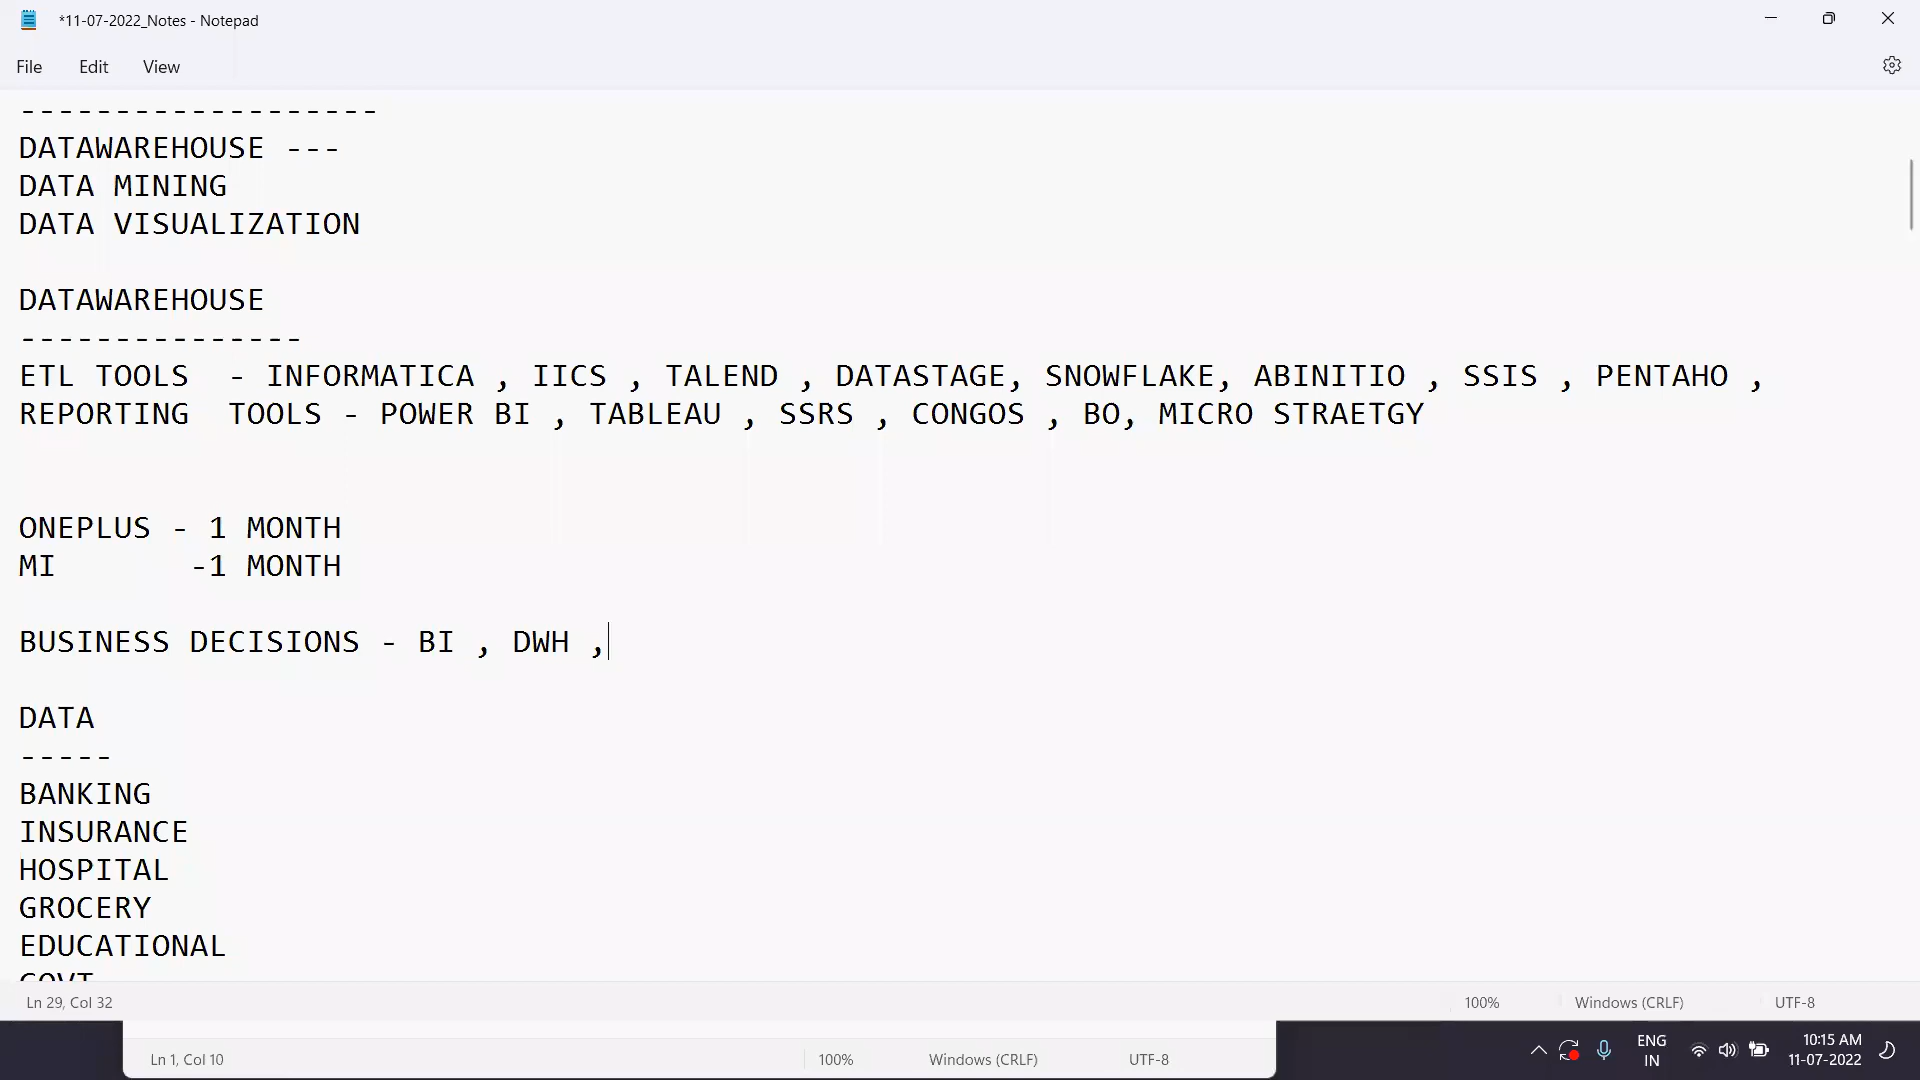 *11-07-2022_Notes - Notepad
File Edit View
-------------------
DATAWAREHOUSE ---
DATA MINING
DATA VISUALIZATION
DATAWAREHOUSE
---------------
ETL TOOLS  - INFORMATICA , IICS , TALEND , DATASTAGE, SNOWFLAKE, ABINITIO , SSIS , PENTAHO ,
REPORTING  TOOLS - POWER BI , TABLEAU , SSRS , CONGOS , BO, MICRO STRAETGY
ONEPLUS - 1 MONTH
MI       -1 MONTH
BUSINESS DECISIONS - BI , DWH ,
DATA
-----
BANKING
INSURANCE
HOSPITAL
GROCERY
EDUCATIONAL
GOVT
Ln 29, Col 32 100% Windows (CRLF) UTF-8
Ln 1, Col 10 100% Windows (CRLF) UTF-8
ENG
IN
10:15 AM
11-07-2022